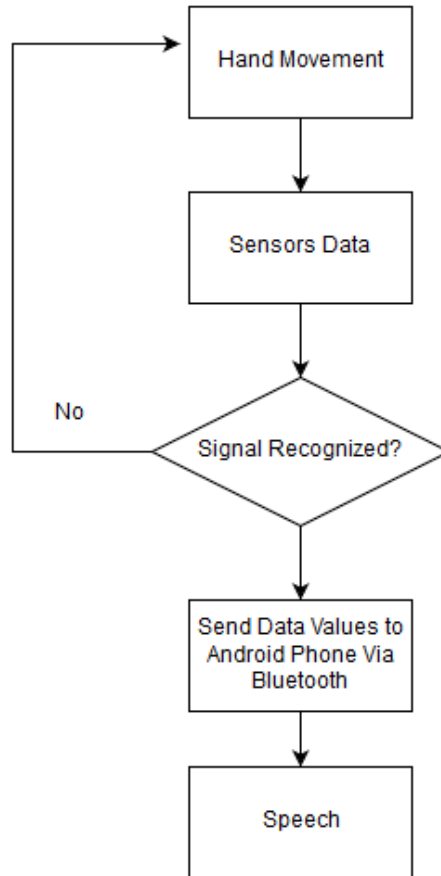 Hand Movement
Sensors Data
No
Signal Recognized?
Send Data Values to
Android Phone Via
Bluetooth
Speech